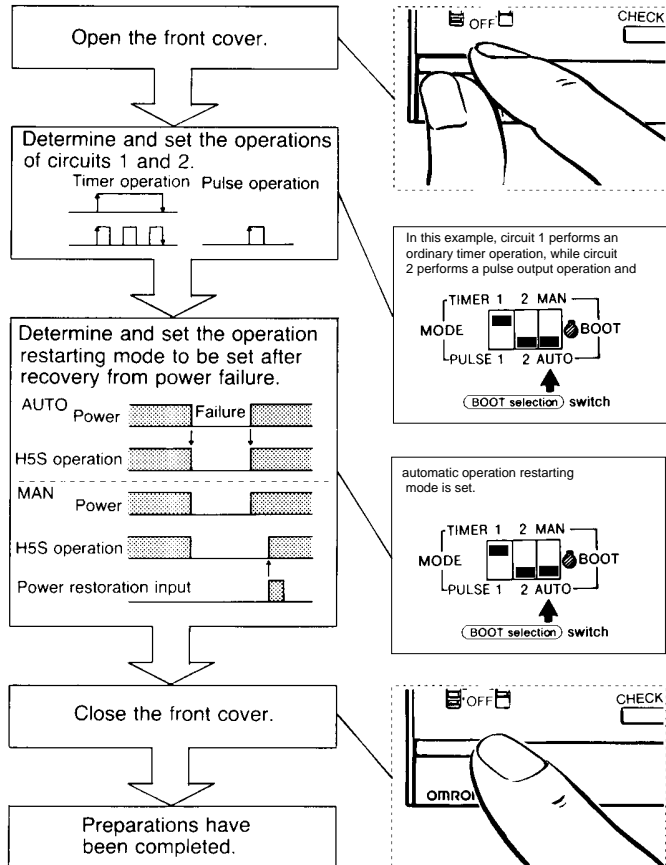 Open the front cover.
OFF
CHECK
Determine and set the operations
of circuits 1 and 2.
Timer operation Pulse operation
In this example, circuit 1 performs an
ordinary timer operation, while circuit
2 performs a pulse output operation and
TIMER 1 2 MAN
MODE BOOT
PULSE 1 2 AUTO
BOOT selection switch
Determine and set the operation
restarting mode to be set after
recovery from power failure.
AUTO Power Failure
H5S operation
MAN Power
H5S operation
Power restoration input
automatic operation restarting
mode is set.
TIMER 1 2 MAN
MODE BOOT
PULSE 1 2 AUTO
BOOT selection switch
Close the front cover.
OFF
CHECK
OMRO
Preparations have
been completed.